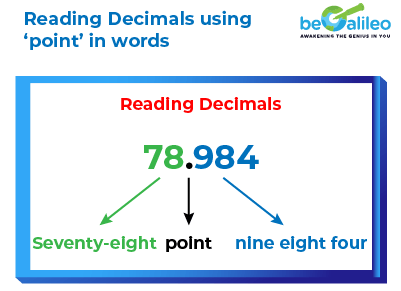 Reading Decimals using
'point' in words
beGalileo
AWAKENING THE GENIUS IN YOU
Reading Decimals
78.984
Seventy-eight point nine eight four